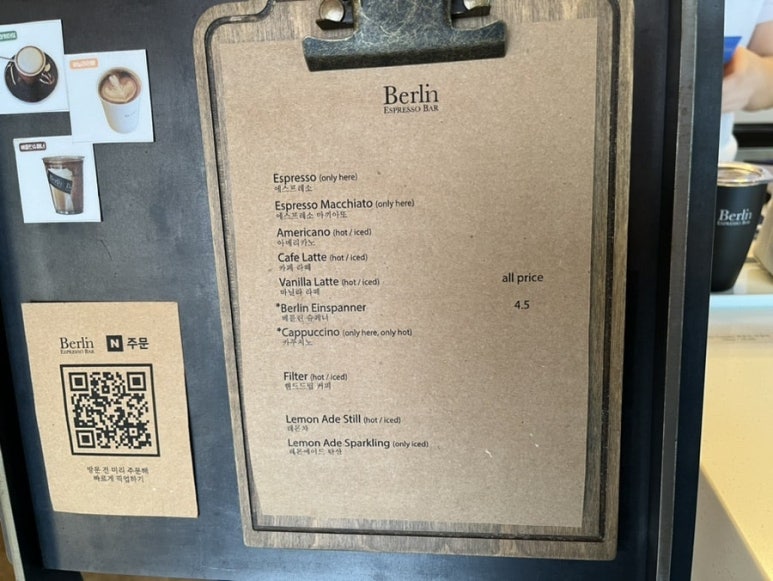 Berlin
ESPRESSO BAR
Espresso (only here)
에스프레소
Espresso Macchiato (only here)
에스프레소 마끼아또
Americano (hot / iced)
아메리카노
Cafe Latte (hot / iced)
카페 라떼
Vanilla Latte (hot / iced)
바닐라 라떼
all price
4.5
*Berlin Einspanner
베를린 슈페너
*Cappuccino (only here, only hot)
카푸치노
Filter (hot / iced)
핸드드립 커피
Lemon Ade Still (hot / iced)
레몬차
Lemon Ade Sparkling (only iced)
레몬에이드 탄산
Berlin
ESPRESSO BAR
N 주문
방문 전 미리 주문해
빠르게 픽업하기
Berlin
ESPRESSO BAR